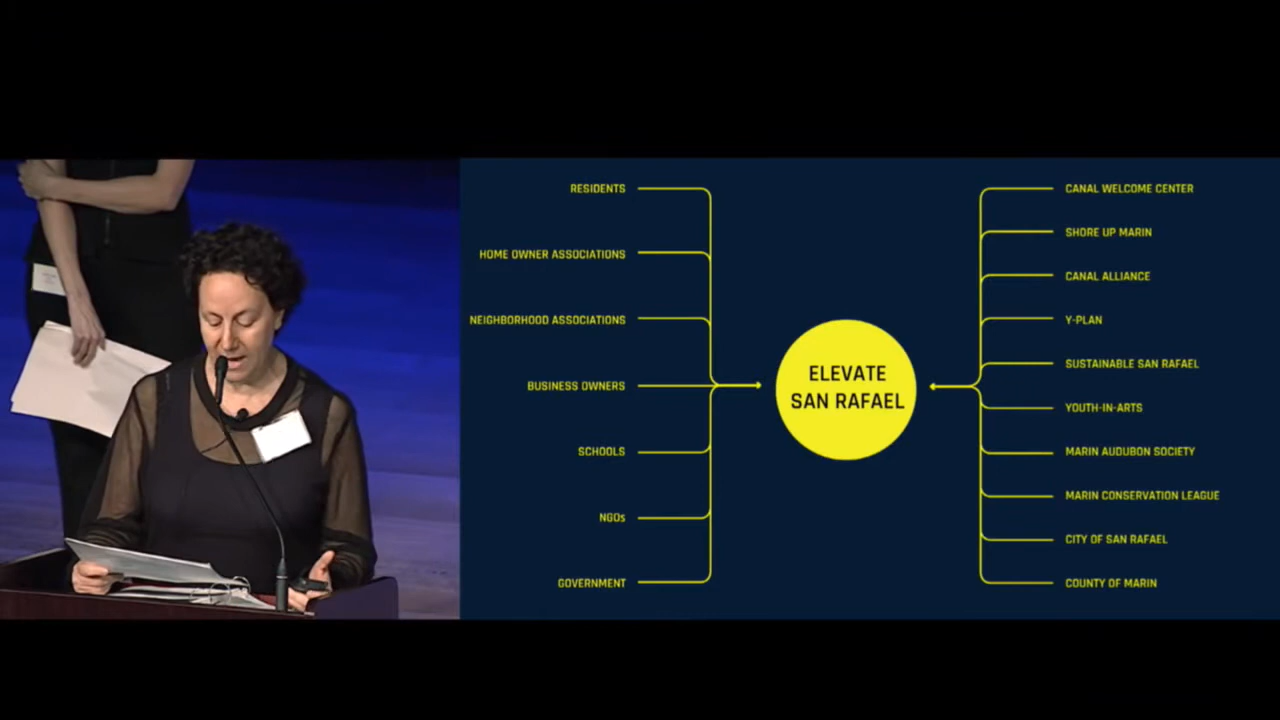 RESIDENTS
HOME OWNER ASSOCIATIONS
NEIGHBORHOOD ASSOCIATIONS
BUSINESS OWNERS
SCHOOLS
NGOs
GOVERNMENT
ELEVATE
SAN RAFAEL
CANAL WELCOME CENTER
SHORE UP MARIN
CANAL ALLIANCE
Y-PLAN
SUSTAINABLE SAN RAFAEL
YOUTH-IN-ARTS
MARIN AUDUBON SOCIETY
MARIN CONSERVATION LEAGUE
CITY OF SAN RAFAEL
COUNTY OF MARIN